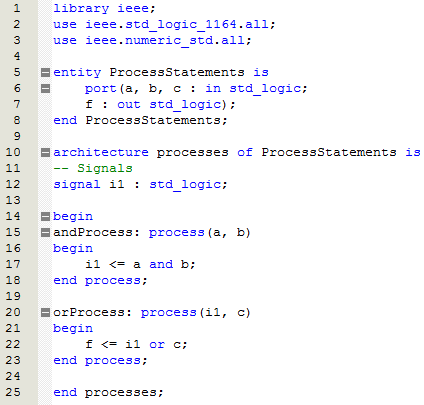 1 library ieee;
2 use ieee.std_logic_1164.all;
3 use ieee.numeric_std.all;
4
5 entity ProcessStatements is
6     port(a, b, c : in std_logic;
7     f : out std_logic);
8 end ProcessStatements;
9
10 architecture processes of ProcessStatements is
11 -- Signals
12 signal i1 : std_logic;
13
14 begin
15 andProcess: process(a, b)
16 begin
17     i1 <= a and b;
18 end process;
19
20 orProcess: process(i1, c)
21 begin
22     f <= i1 or c;
23 end process;
24
25 end processes;